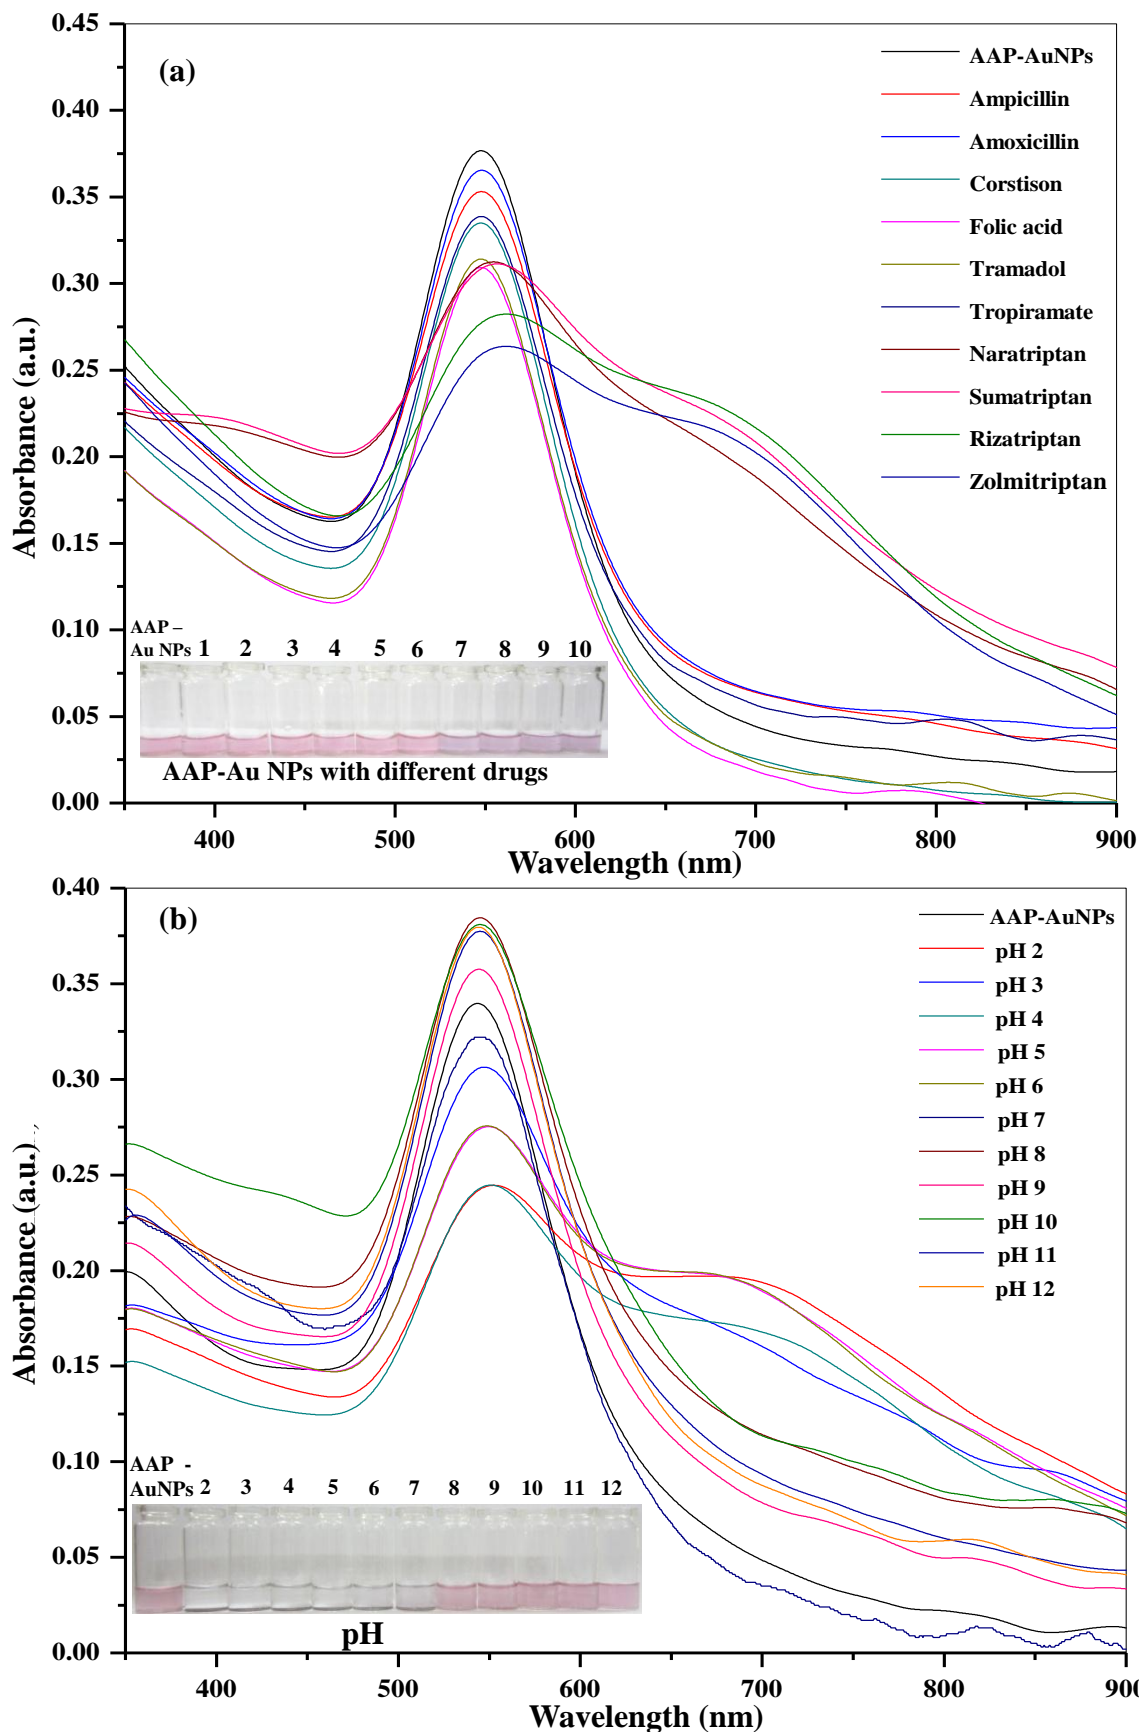 (a)
0.45
0.40
0.35
0.30
0.25
0.20
0.15
0.10
0.05
0.00
Absorbance (a.u.)
AAP-AuNPs
Ampicillin
Amoxicillin
Corstison
Folic acid
Tramadol
Tropiramate
Naratriptan
Sumatriptan
Rizatriptan
Zolmitriptan
AAP –
Au NPs 1 2 3 4 5 6 7 8 9 10
AAP-Au NPs with different drugs
400 500 600 700 800 900
Wavelength (nm)
(b)
0.40
0.35
0.30
0.25
0.20
0.15
0.10
0.05
0.00
Absorbance (a.u.)
AAP-AuNPs
pH 2
pH 3
pH 4
pH 5
pH 6
pH 7
pH 8
pH 9
pH 10
pH 11
pH 12
AAP -
AuNPs 2 3 4 5 6 7 8 9 10 11 12
pH
400 500 600 700 800 900
Wavelength (nm)